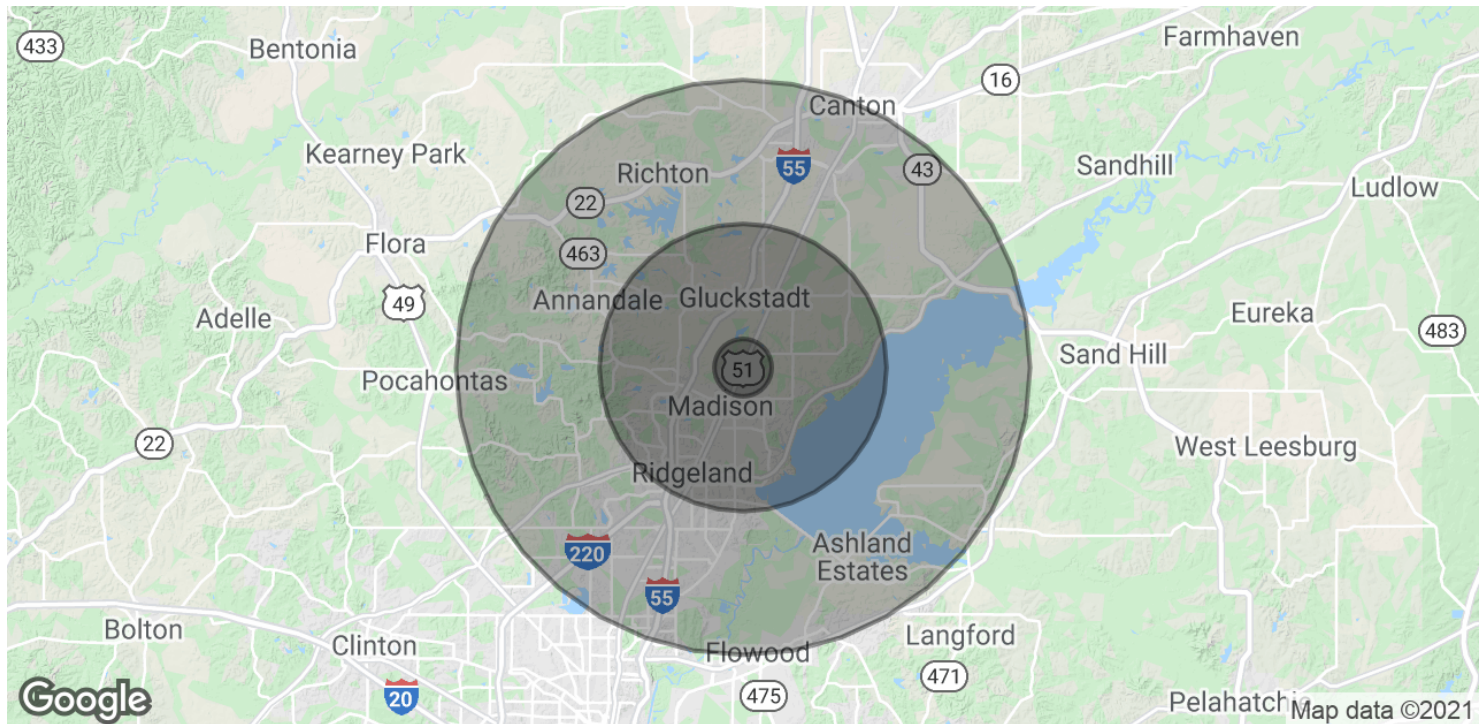 433
Bentonia
Farmhaven
16
Canton
Kearney Park
55
43
Sandhill
Richton
Ludlow
22
Flora
463
Annandale
Gluckstadt
49
Adelle
Eureka
483
Sand Hill
51
Pocahontas
Madison
22
West Leesburg
Ridgeland
Ashland
Estates
220
55
Bolton
Clinton
Flowood
Langford
471
Google
20
475
Pelahatchi
Map data ©2021